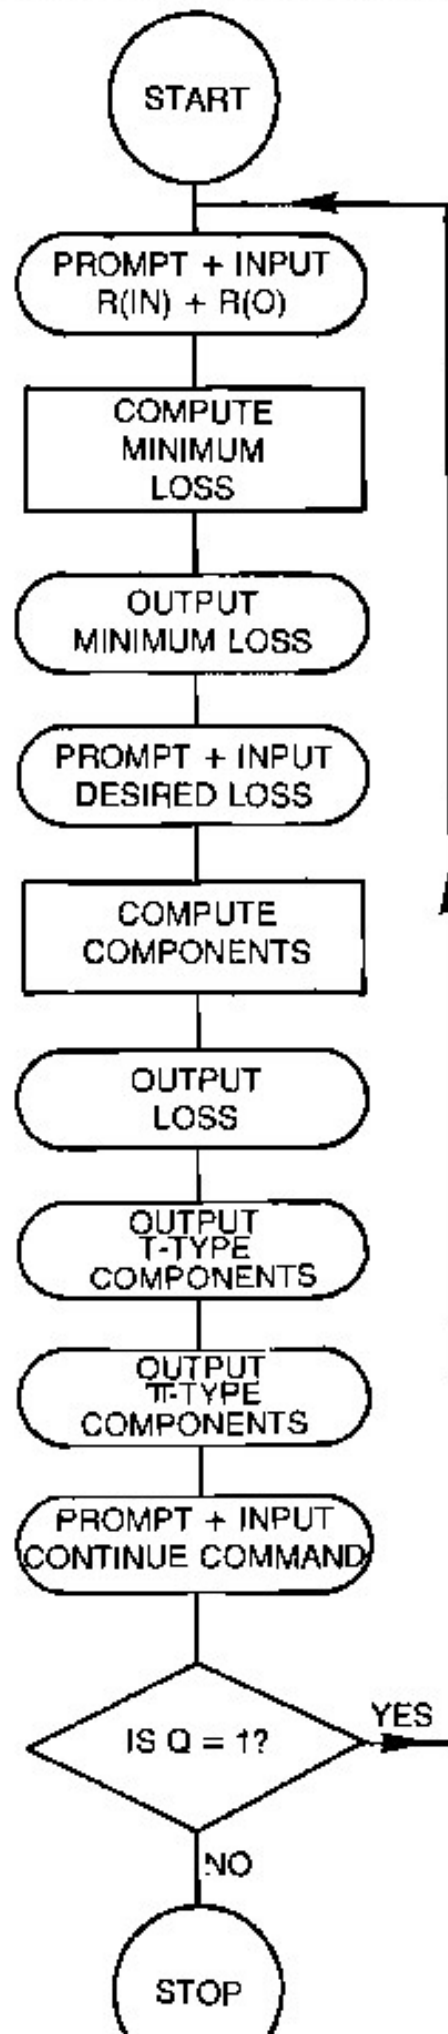 START
PROMPT + INPUT
R(IN) + R(O)
COMPUTE
MINIMUM
LOSS
OUTPUT
MINIMUM LOSS
PROMPT + INPUT
DESIRED LOSS
COMPUTE
COMPONENTS
OUTPUT
LOSS
OUTPUT
T-TYPE
COMPONENTS
OUTPUT
π-TYPE
COMPONENTS
PROMPT + INPUT
CONTINUE COMMAND
IS Q = 1?
YES
NO
STOP